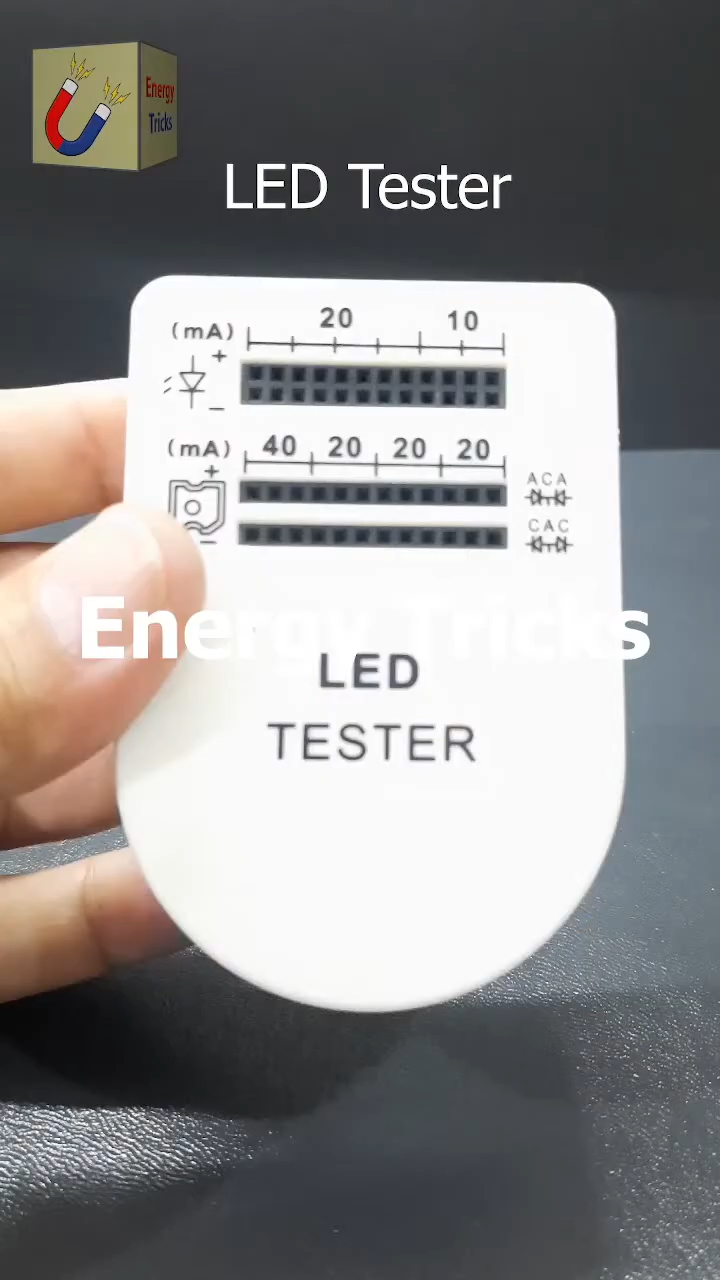 Energy
Tricks
LED Tester
20 10
(mA)
+
−
(mA) 40 20 20 20
+
−
ACA
CAC
Energy Tricks
LED
TESTER